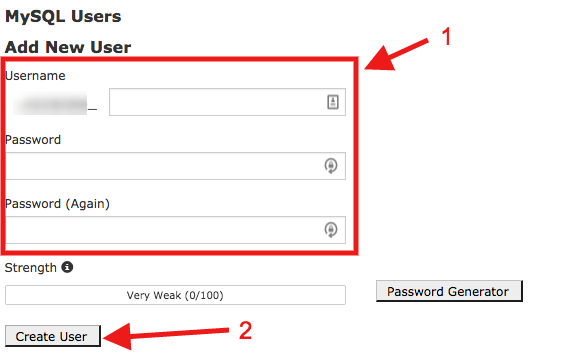 MySQL Users
1
Add New User
Username
_
Password
Password (Again)
Strength
Very Weak (0/100)
Password Generator
Create User
2